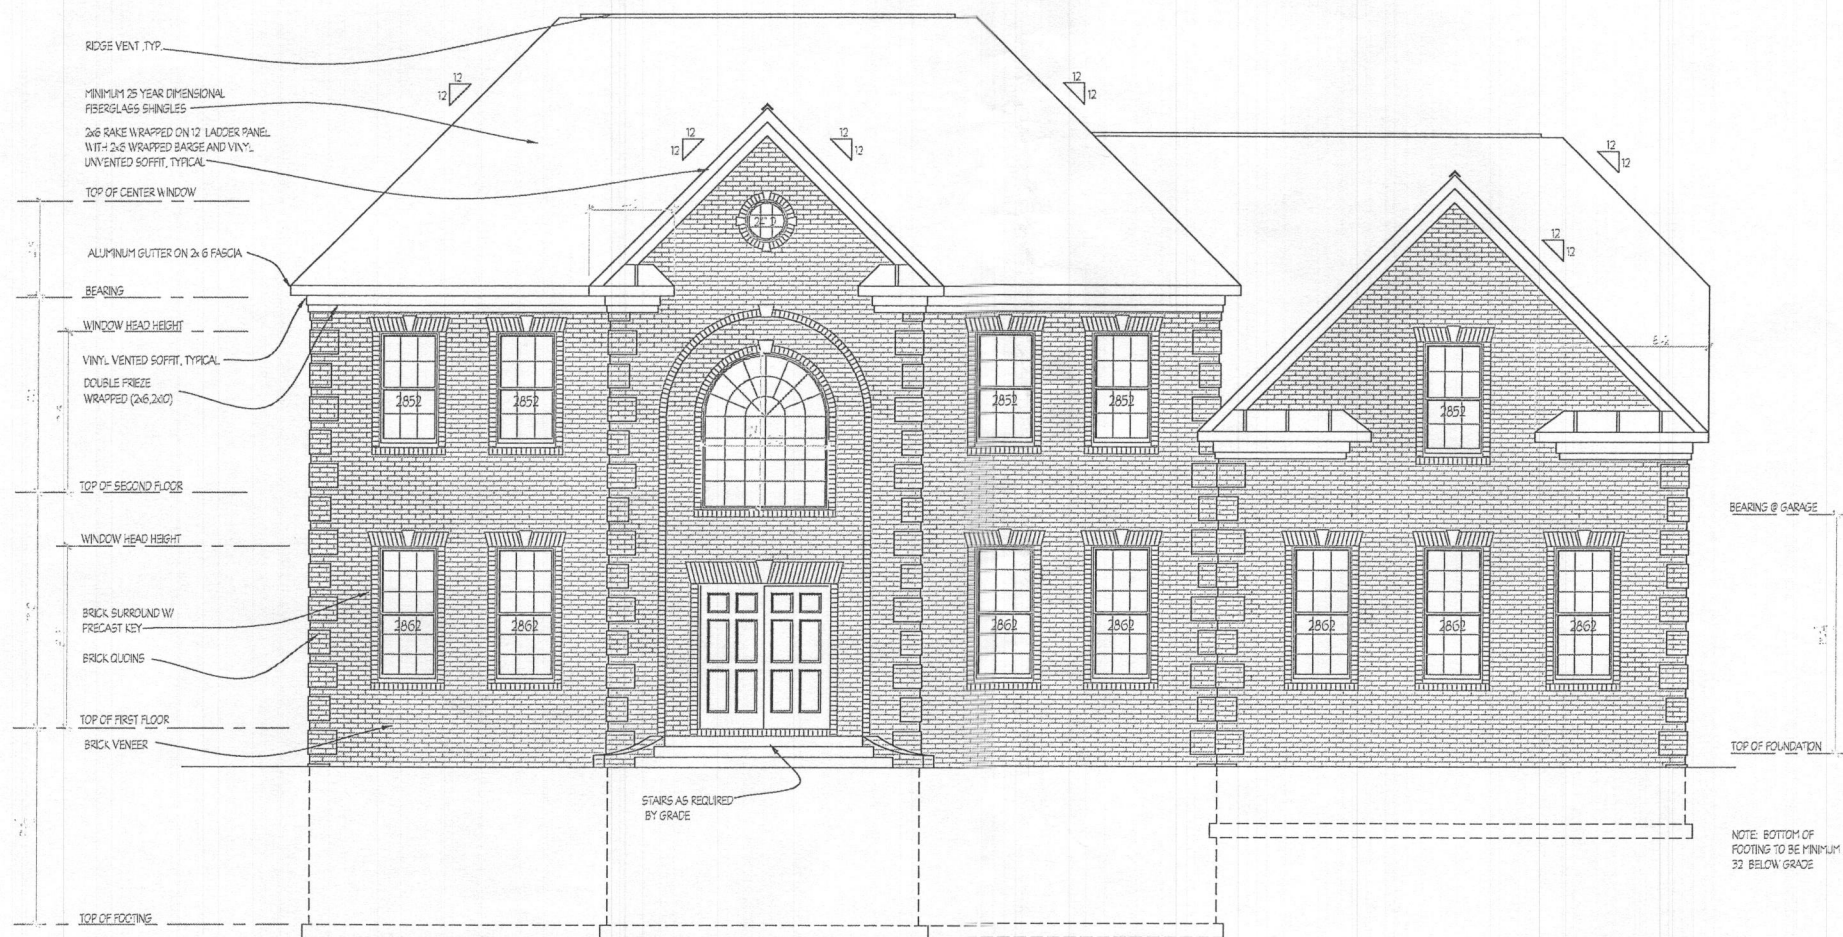 RIDGE VENT, TYP.
MINIMUM 25 YEAR DIMENSIONAL
FIBERGLASS SHINGLES
2x6 RAKE WRAPPED ON 12 LADDER PANEL
WITH 2x6 WRAPPED BARGE AND VINYL
UNVENTED SOFFIT, TYPICAL
TOP OF CENTER WINDOW
ALUMINUM GUTTER ON 2x6 FASCIA
BEARING
WINDOW HEAD HEIGHT
VINYL VENTED SOFFIT, TYPICAL
DOUBLE FRIEZE
WRAPPED (2x6,2x10)
TOP OF SECOND FLOOR
WINDOW HEAD HEIGHT
BRICK SURROUND W/
PRECAST KEY
BRICK QUOINS
TOP OF FIRST FLOOR
BRICK VENEER
TOP OF FOOTING
12
12
12
12
12
12
12
12
12
12
12
12
2852
2852
2852
2852
2852
2862
2862
2862
2862
2862
2862
2862
STAIRS AS REQUIRED
BY GRADE
BEARING @ GARAGE
TOP OF FOUNDATION
NOTE: BOTTOM OF
FOOTING TO BE MINIMUM
32 BELOW GRADE